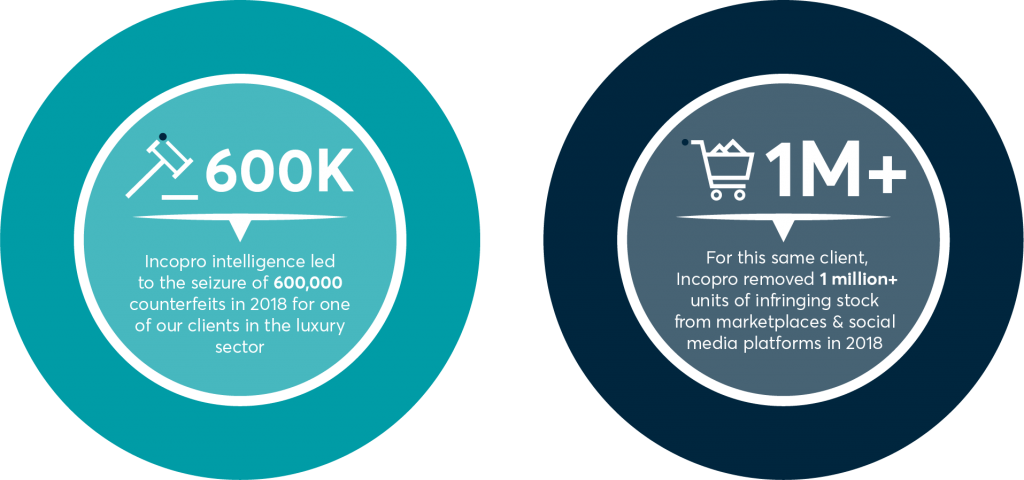 600K
Incopro intelligence led
to the seizure of 600,000
counterfeits in 2018 for one
of our clients in the luxury
sector
1M+
For this same client,
Incopro removed 1 million+
units of infringing stock
from marketplaces & social
media platforms in 2018